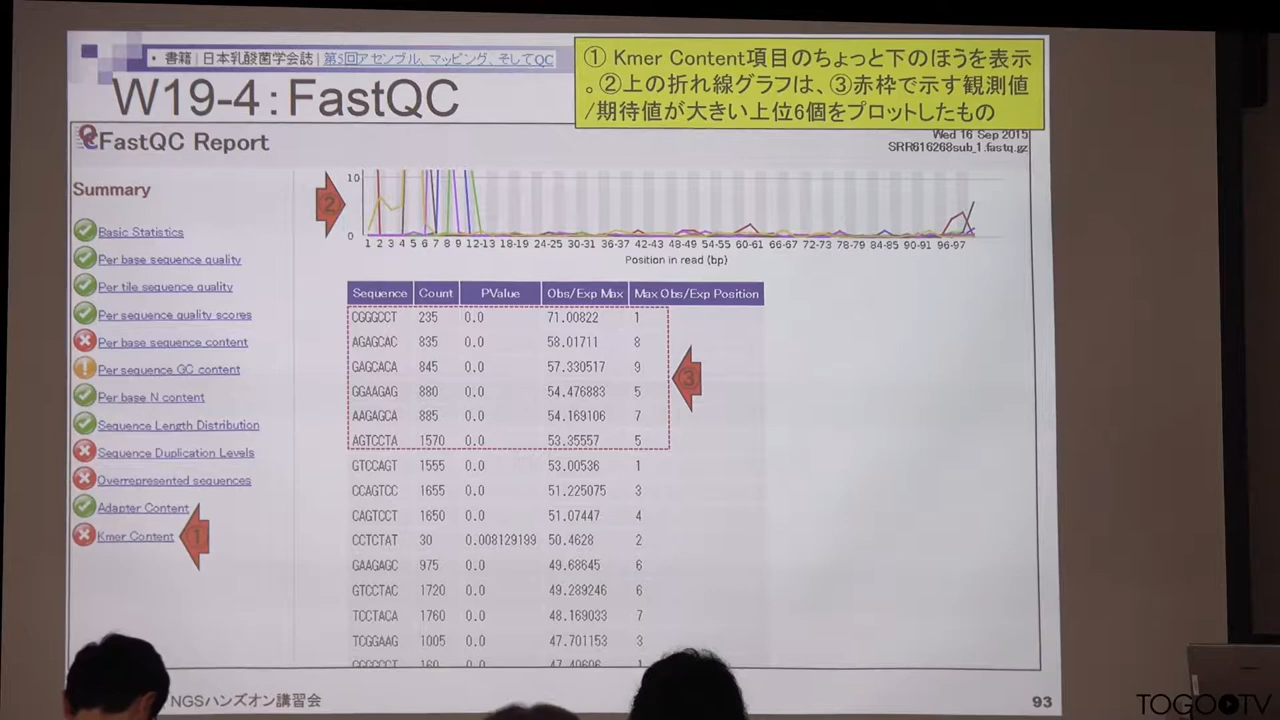 • 書籍 | 日本乳酸菌学会誌 | 第5回アセンブル、マッピング、そしてQC
① Kmer Content項目のちょっと下のほうを表示
。②上の折れ線グラフは、③赤枠で示す観測値
/期待値が大きい上位6個をプロットしたもの
W19-4：FastQC
FastQC Report
Wed 16 Sep 2015
SRR616268sub_1.fastq.gz
Summary
Basic Statistics
Per base sequence quality
Per tile sequence quality
Per sequence quality scores
Per base sequence content
Per sequence GC content
Per base N content
Sequence Length Distribution
Sequence Duplication Levels
Overrepresented sequences
Adapter Content
Kmer Content
①
②
10
0
1 2 3 4 5 6 7 8 9 12-13 18-19 24-25 30-31 36-37 42-43 48-49 54-55 60-61 66-67 72-73 78-79 84-85 90-91 96-97
Position in read (bp)
Sequence Count PValue Obs/Exp Max Max Obs/Exp Position
CGGGCCT 235 0.0 71.00822 1
AGAGCAC 835 0.0 58.01711 8
GAGCACA 845 0.0 57.330517 9
GGAAGAG 880 0.0 54.476883 5
AAGAGCA 885 0.0 54.169106 7
AGTCCTA 1570 0.0 53.35557 5
③
GTCCAGT 1555 0.0 53.00536 1
CCAGTCC 1655 0.0 51.225075 3
CAGTCCT 1650 0.0 51.07447 4
CCTCTAT 30 0.008129199 50.4628 2
GAAGAGC 975 0.0 49.68645 6
GTCCTAC 1720 0.0 49.289246 6
TCCTACA 1760 0.0 48.169033 7
TCGGAAG 1005 0.0 47.701153 3
NGSハンズオン講習会
93
TOGOTV